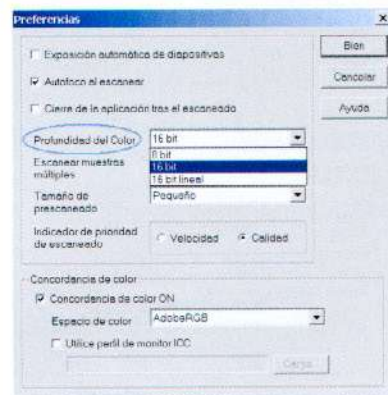 Preferencias
Exposición automática de diapositivas
Bien
Autofoco al escanear
Cancelar
Cierre de la aplicación tras el escaneado
Ayuda
Profundidad del Color
16 bit
8 bit
16 bit
16 bit lineal
Escanear muestras múltiples
Tamaño de prescaneado
Pequeño
Indicador de prioridad de escaneado
Velocidad
Calidad
Concordancia de color
Concordancia de color ON
Espacio de color
AdobeRGB
Utilice perfil de monitor ICC
Carga